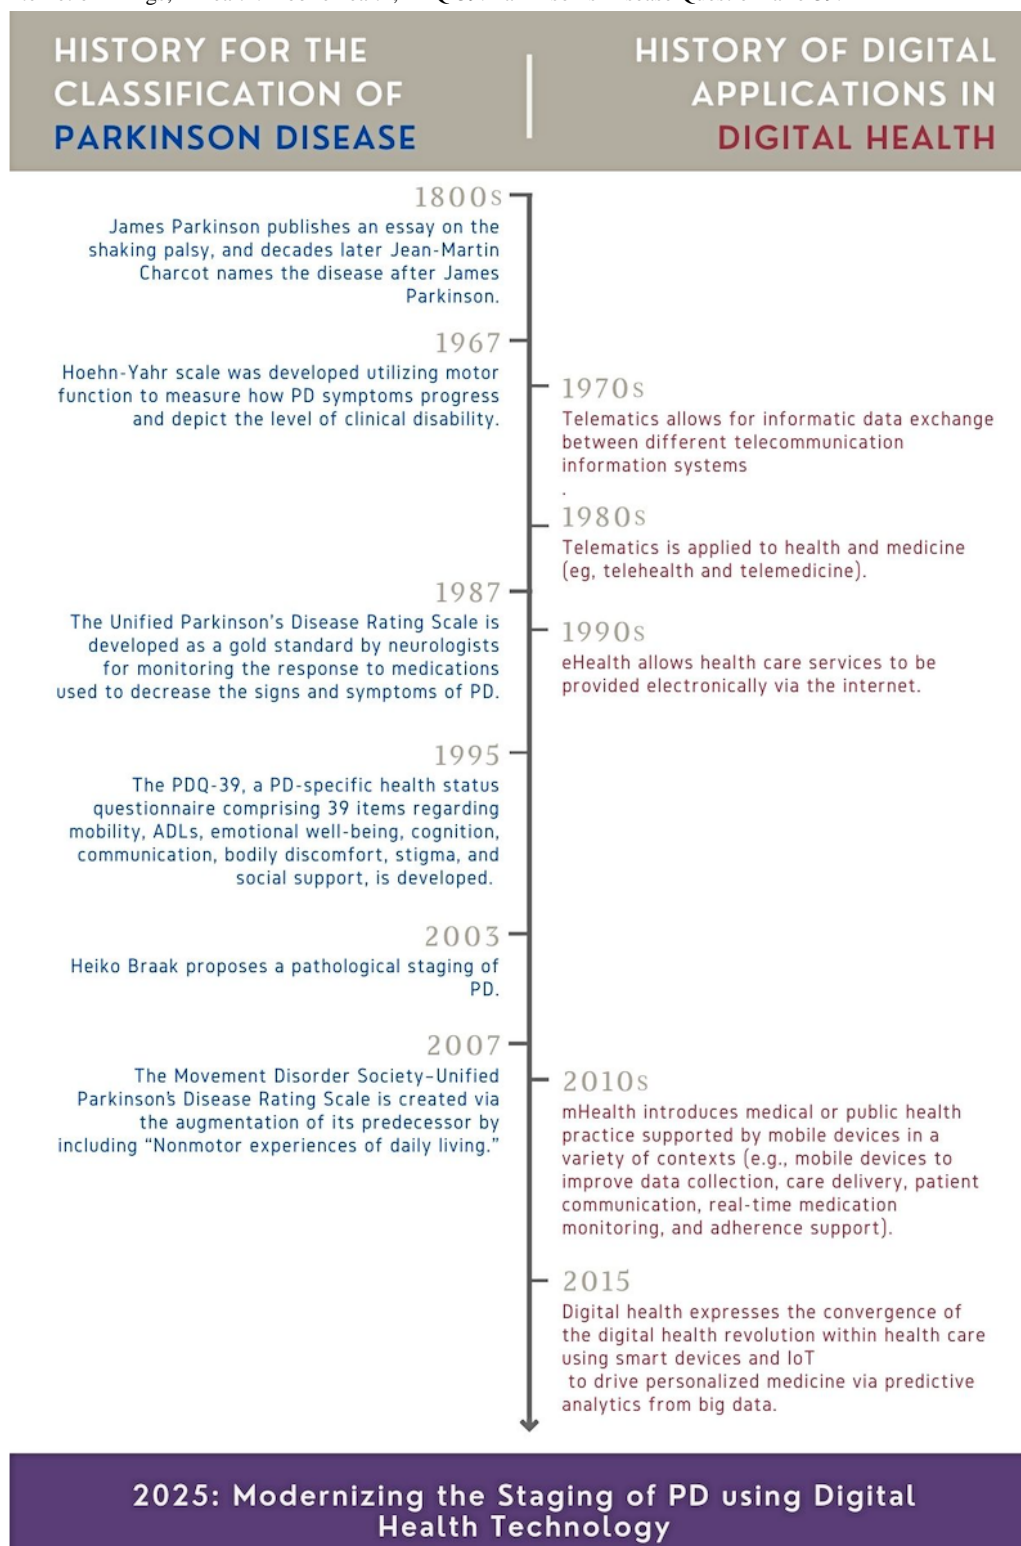 HISTORY FOR THE
CLASSIFICATION OF
PARKINSON DISEASE
HISTORY OF DIGITAL
APPLICATIONS IN
DIGITAL HEALTH
1800s
James Parkinson publishes an essay on the
shaking palsy, and decades later Jean-Martin
Charcot names the disease after James
Parkinson.
1967
Hoehn-Yahr scale was developed utilizing motor
function to measure how PD symptoms progress
and depict the level of clinical disability.
1970s
Telematics allows for informatic data exchange
between different telecommunication
information systems
.
1980s
Telematics is applied to health and medicine
(eg, telehealth and telemedicine).
1987
The Unified Parkinson's Disease Rating Scale is
developed as a gold standard by neurologists
for monitoring the response to medications
used to decrease the signs and symptoms of PD.
1990s
eHealth allows health care services to be
provided electronically via the internet.
1995
The PDQ-39, a PD-specific health status
questionnaire comprising 39 items regarding
mobility, ADLs, emotional well-being, cognition,
communication, bodily discomfort, stigma, and
social support, is developed.
2003
Heiko Braak proposes a pathological staging of
PD.
2007
The Movement Disorder Society–Unified
Parkinson's Disease Rating Scale is created via
the augmentation of its predecessor by
including “Nonmotor experiences of daily living.”
2010s
mHealth introduces medical or public health
practice supported by mobile devices in a
variety of contexts (e.g., mobile devices to
improve data collection, care delivery, patient
communication, real-time medication
monitoring, and adherence support).
2015
Digital health expresses the convergence of
the digital health revolution within health care
using smart devices and IoT
to drive personalized medicine via predictive
analytics from big data.
2025: Modernizing the Staging of PD using Digital
Health Technology